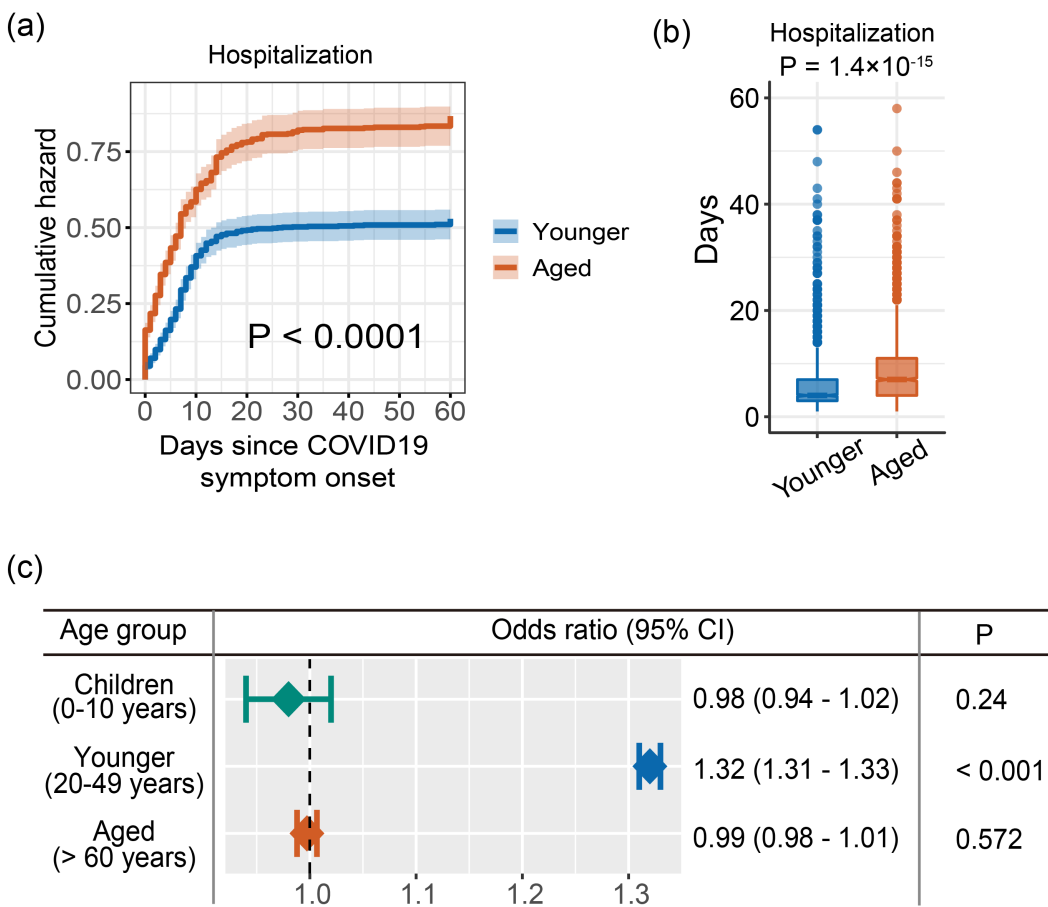 (a)
Hospitalization
Cumulative hazard
0.75
0.50
0.25
0.00
P < 0.0001
0 10 20 30 40 50 60
Days since COVID19
symptom onset
Younger
Aged
(b)
Hospitalization
P = 1.4×10⁻¹⁵
Days
60
40
20
0
Younger Aged
(c)
Age group Odds ratio (95% CI) P
Children
(0-10 years)
0.98 (0.94 - 1.02) 0.24
Younger
(20-49 years)
1.32 (1.31 - 1.33) < 0.001
Aged
(> 60 years)
0.99 (0.98 - 1.01) 0.572
1.0 1.1 1.2 1.3